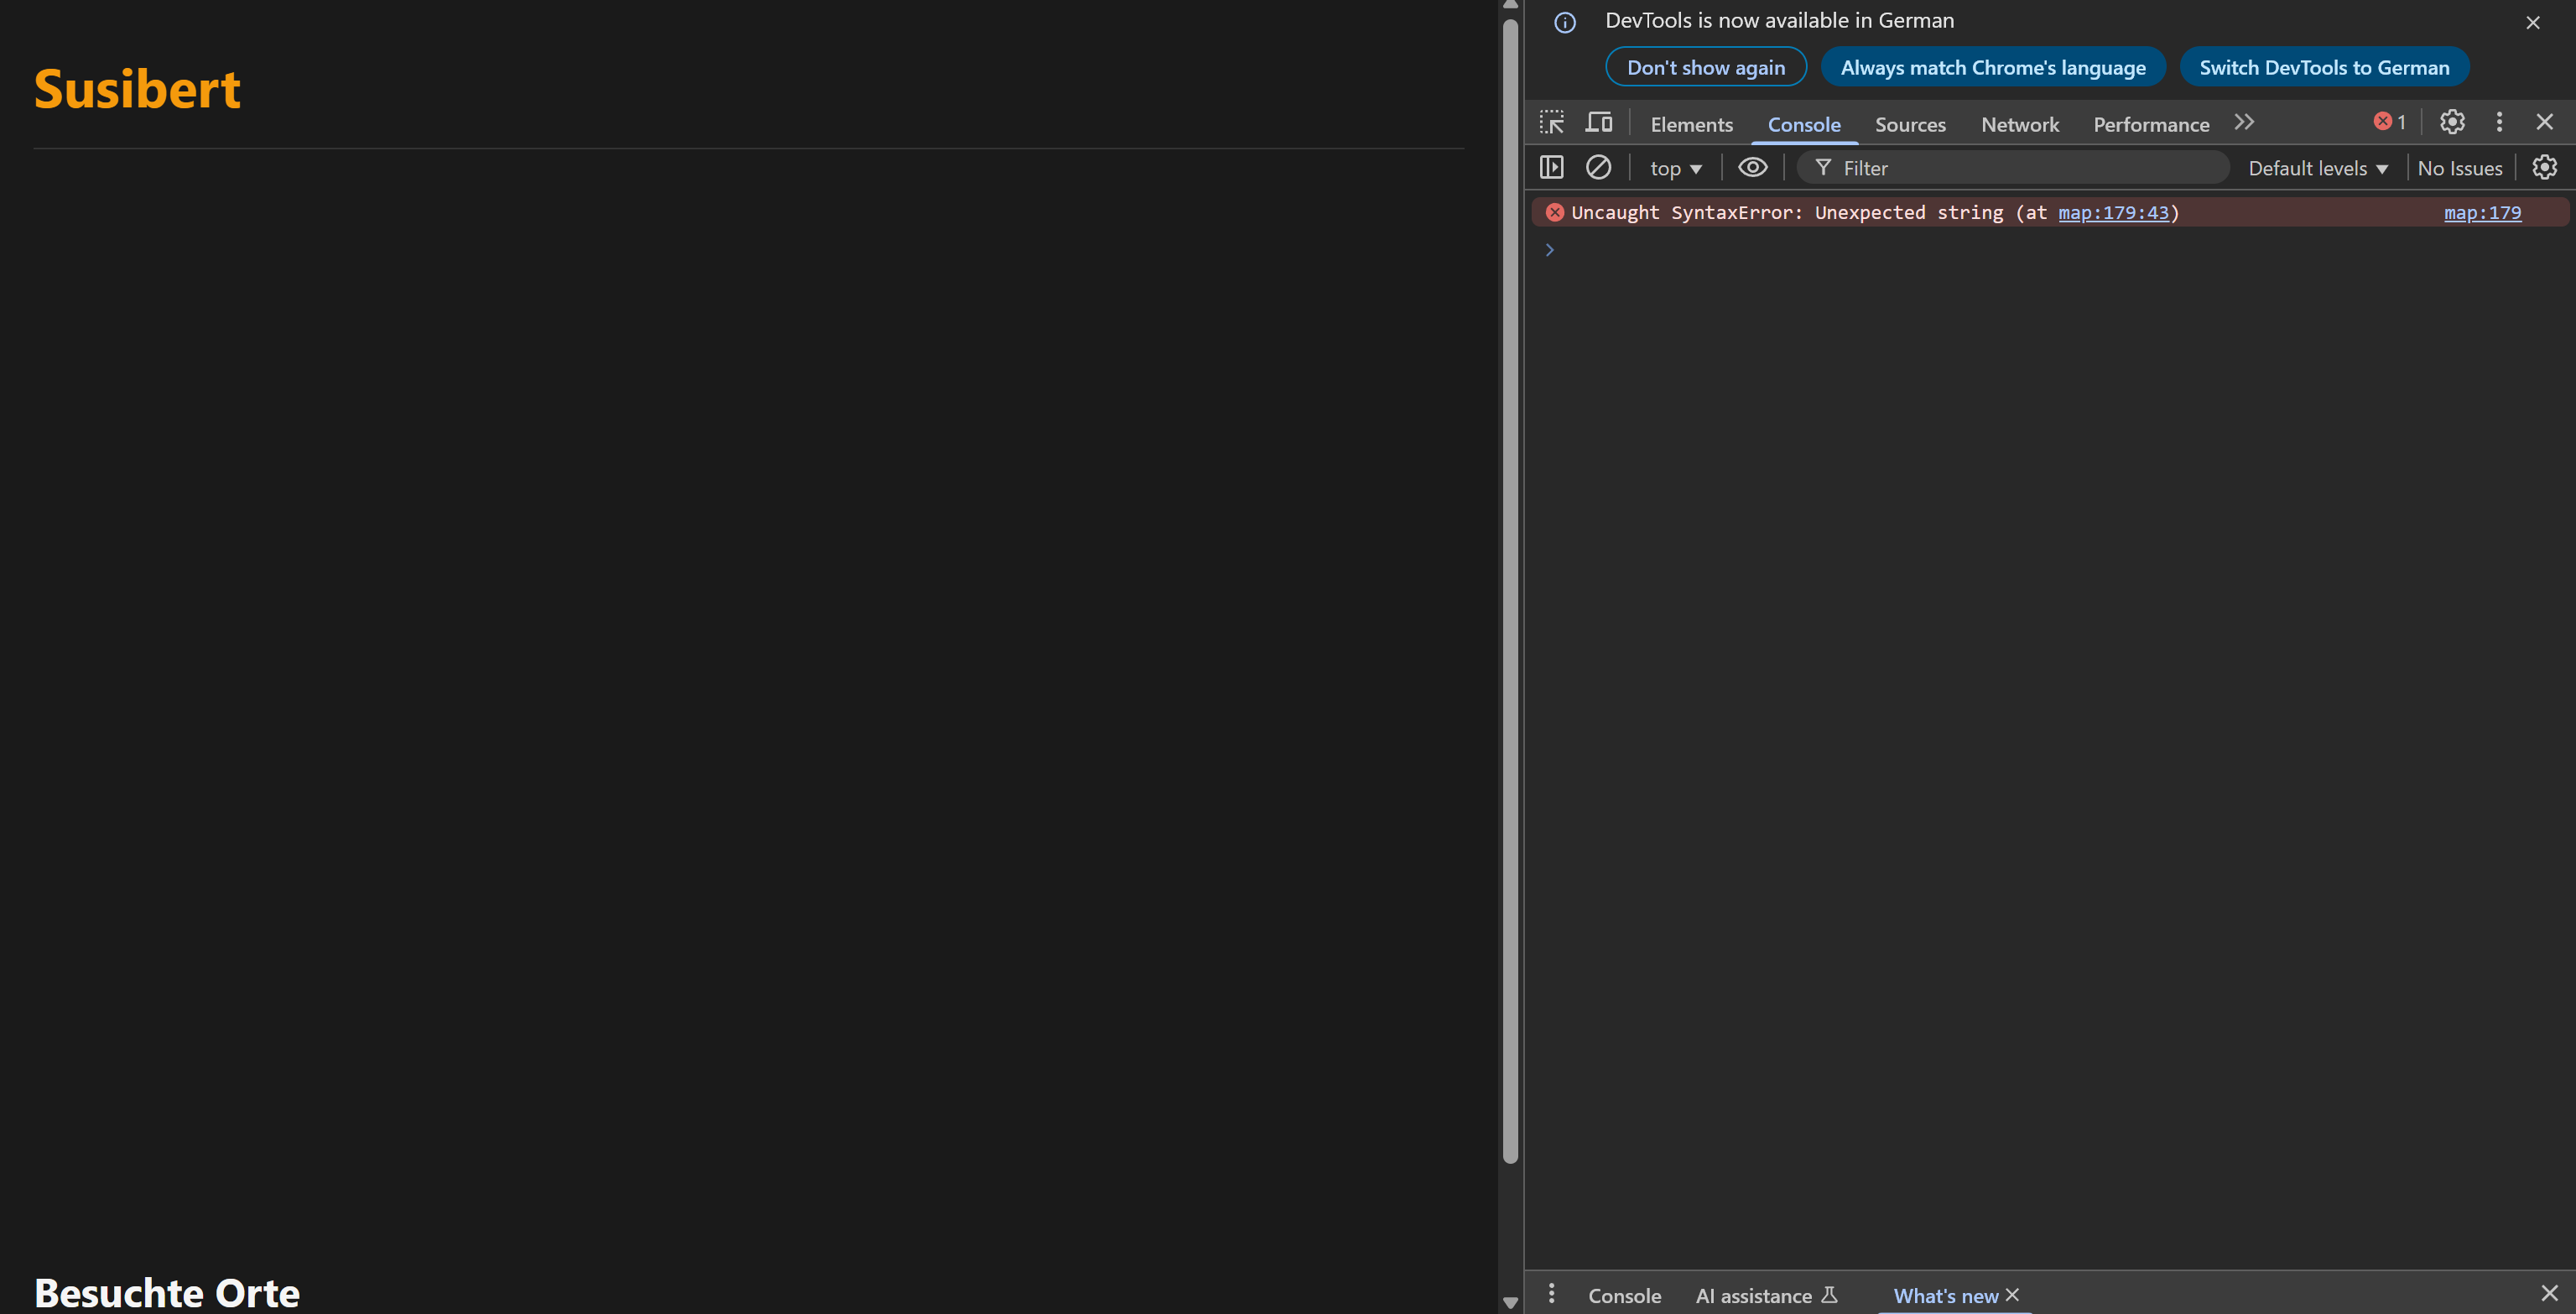 Susibert
Besuchte Orte
DevTools is now available in German
Don't show again
Always match Chrome's language
Switch DevTools to German
Elements
Console
Sources
Network
Performance
1
top
Filter
Default levels
No Issues
Uncaught SyntaxError: Unexpected string (at map:179:43)
map:179
Console
AI assistance
What's new